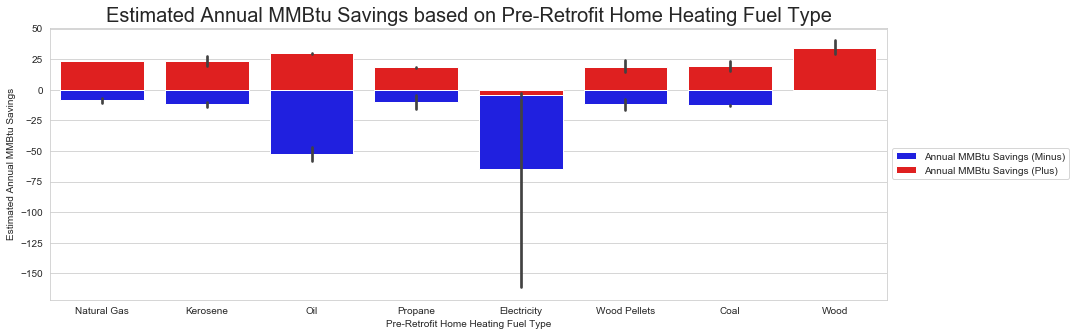 Estimated Annual MMBtu Savings based on Pre-Retrofit Home Heating Fuel Type
Estimated Annual MMBtu Savings
50
25
0
−25
−50
−75
−100
−125
−150
Natural Gas
Kerosene
Oil
Propane
Electricity
Wood Pellets
Coal
Wood
Pre-Retrofit Home Heating Fuel Type
Annual MMBtu Savings (Minus)
Annual MMBtu Savings (Plus)